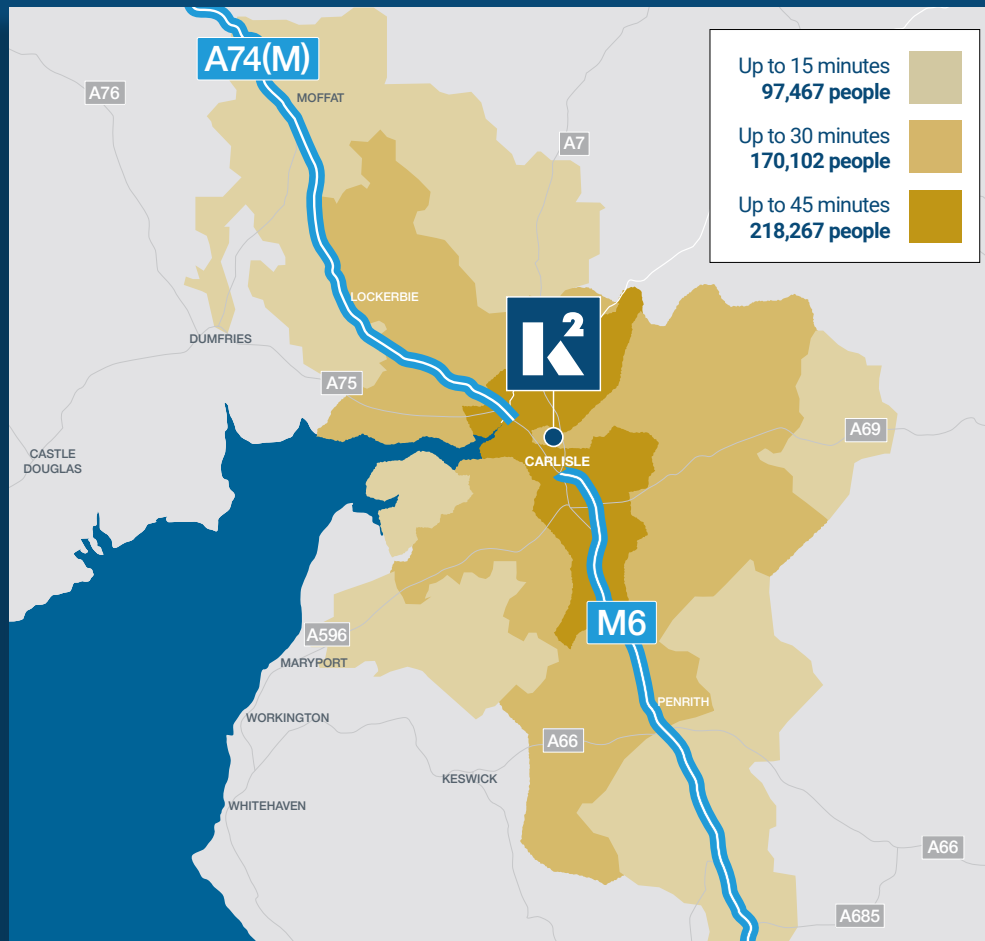 A74(M)
A76
MOFFAT
A7
Up to 15 minutes
97,467 people
Up to 30 minutes
170,102 people
Up to 45 minutes
218,267 people
LOCKERBIE
DUMFRIES
K2
A75
A69
CASTLE
DOUGLAS
CARLISLE
M6
A596
MARYPORT
PENRITH
WORKINGTON
A66
KESWICK
WHITEHAVEN
A66
A685